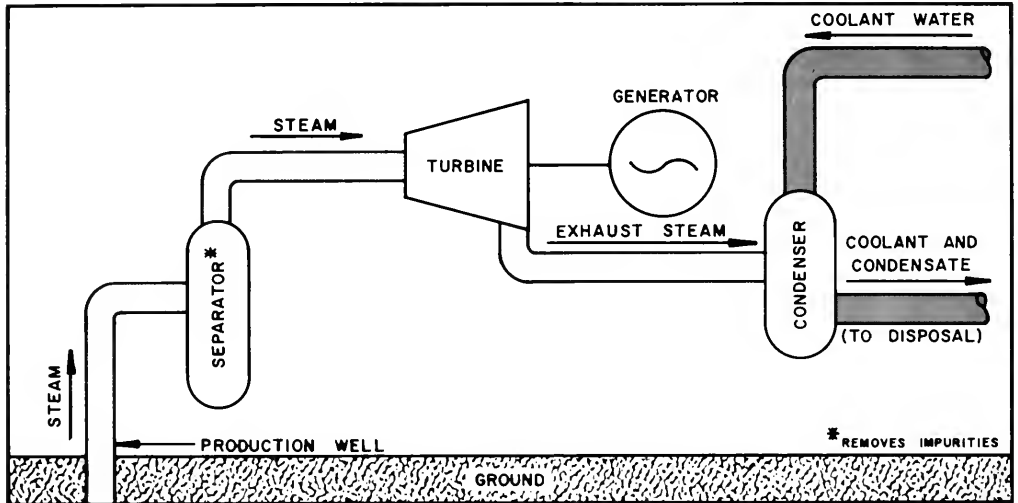 COOLANT WATER
GENERATOR
STEAM
TURBINE
EXHAUST STEAM
SEPARATOR*
CONDENSER
COOLANT AND
CONDENSATE
(TO DISPOSAL)
STEAM
PRODUCTION WELL
*REMOVES IMPURITIES
GROUND